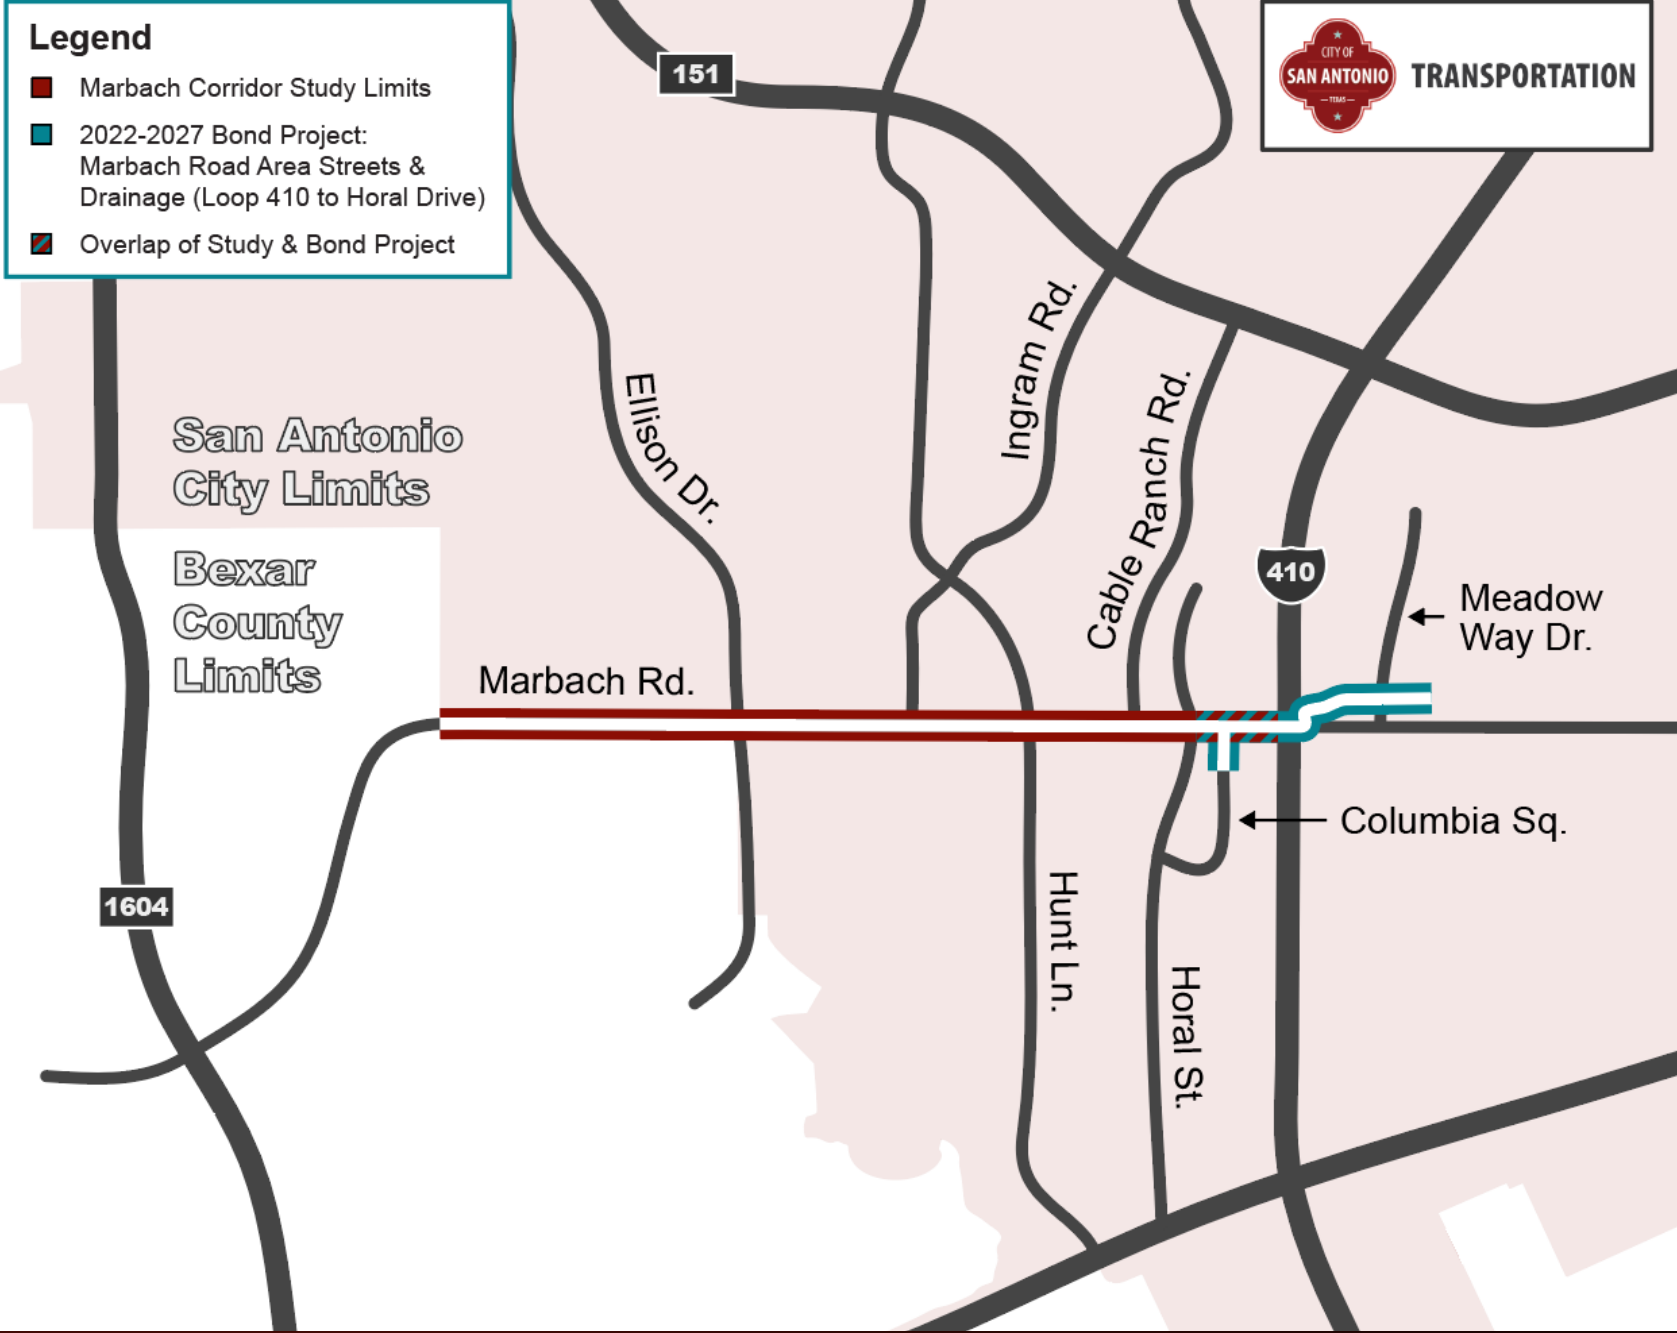 Legend
Marbach Corridor Study Limits
2022-2027 Bond Project:
Marbach Road Area Streets &
Drainage (Loop 410 to Horal Drive)
Overlap of Study & Bond Project
151
CITY OF
SAN ANTONIO
TEXAS
TRANSPORTATION
San Antonio
City Limits
Bexar
County
Limits
Ellison Dr.
Ingram Rd.
Cable Ranch Rd.
410
Meadow
Way Dr.
Marbach Rd.
Columbia Sq.
1604
Hunt Ln.
Horal St.